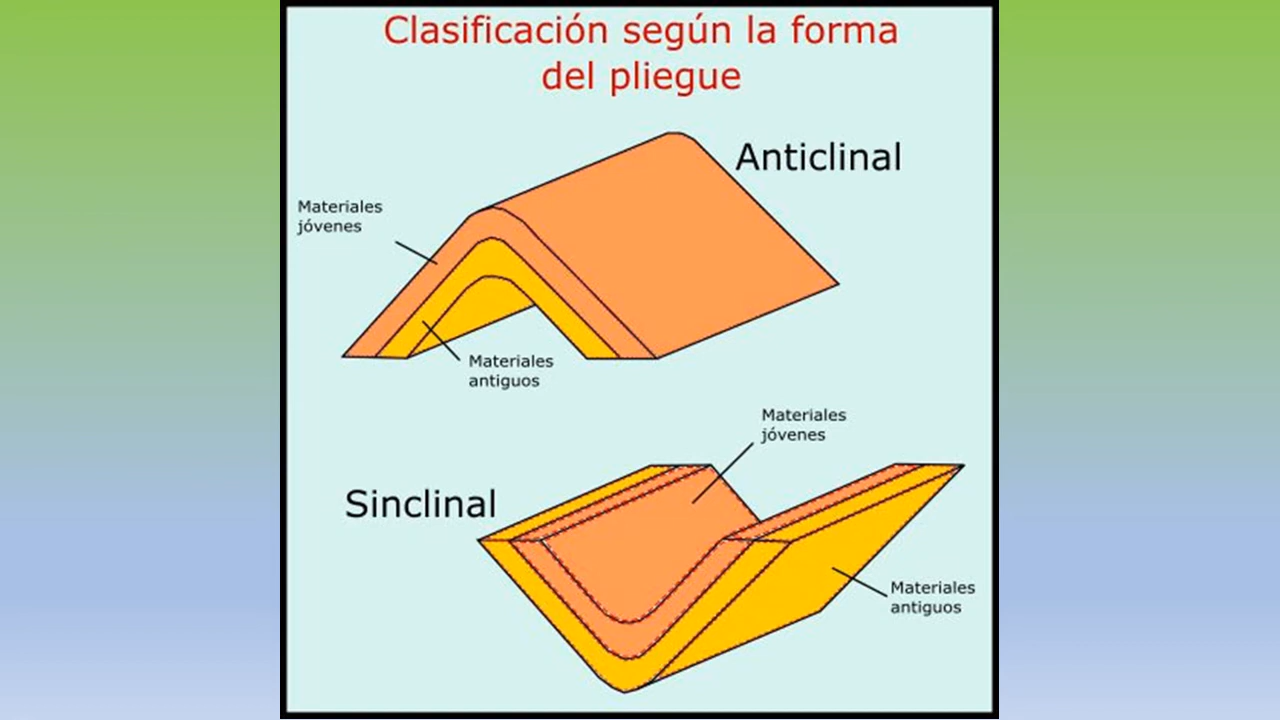 Clasificación según la forma
del pliegue
Anticlinal
Materiales
jóvenes
Materiales
antiguos
Materiales
jóvenes
Sinclinal
Materiales
antiguos